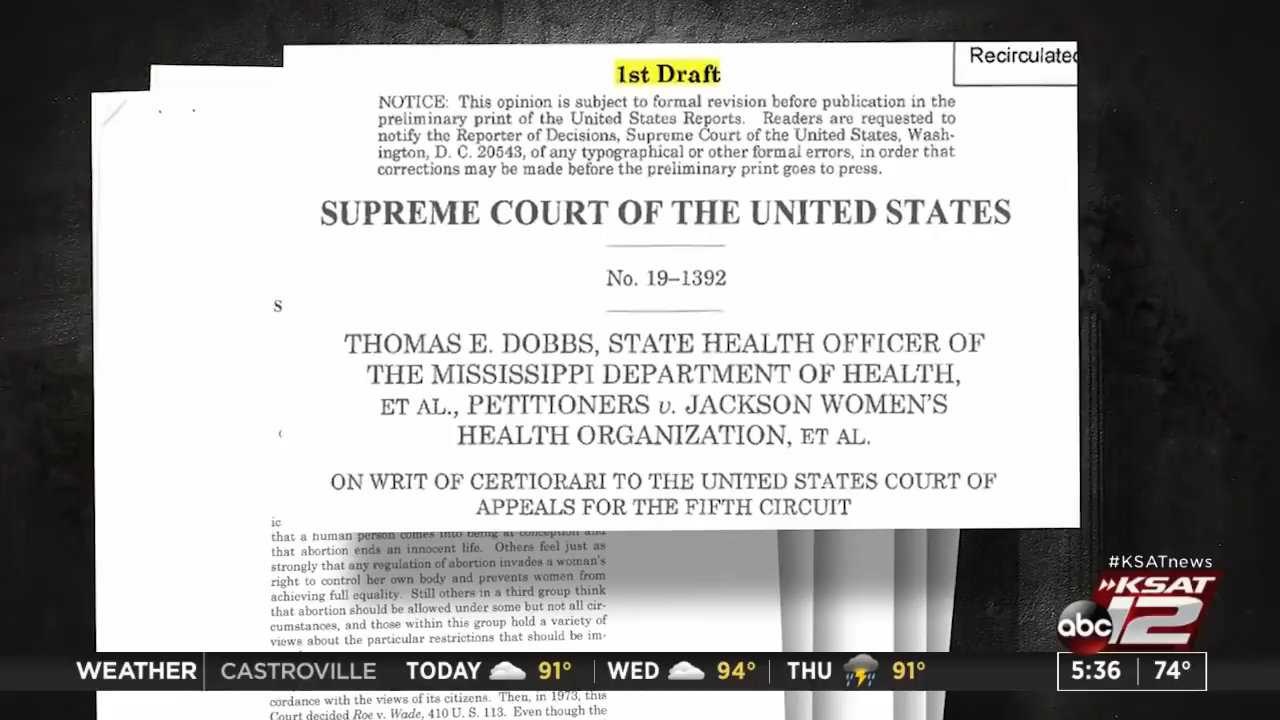 1st Draft
Recirculated
NOTICE: This opinion is subject to formal revision before publication in the
preliminary print of the United States Reports. Readers are requested to
notify the Reporter of Decisions, Supreme Court of the United States, Wash-
ington, D. C. 20543, of any typographical or other formal errors, in order that
corrections may be made before the preliminary print goes to press.
SUPREME COURT OF THE UNITED STATES
No. 19–1392
S
THOMAS E. DOBBS, STATE HEALTH OFFICER OF
THE MISSISSIPPI DEPARTMENT OF HEALTH,
ET AL., PETITIONERS v. JACKSON WOMEN'S
HEALTH ORGANIZATION, ET AL.
ON WRIT OF CERTIORARI TO THE UNITED STATES COURT OF
APPEALS FOR THE FIFTH CIRCUIT
ic
that a human person comes into being at conception and
that abortion ends an innocent life. Others feel just as
strongly that any regulation of abortion invades a woman's
right to control her own body and prevents women from
achieving full equality. Still others in a third group think
that abortion should be allowed under some but not all cir-
cumstances, and those within this group hold a variety of
views about the particular restrictions that should be im-
#KSATnews
KSAT
abc 12
WEATHER CASTROVILLE TODAY 91° WED 94° THU 91° 5:36 74°
cordance with the views of its citizens. Then, in 1973, this
Court decided Roe v. Wade, 410 U. S. 113. Even though the